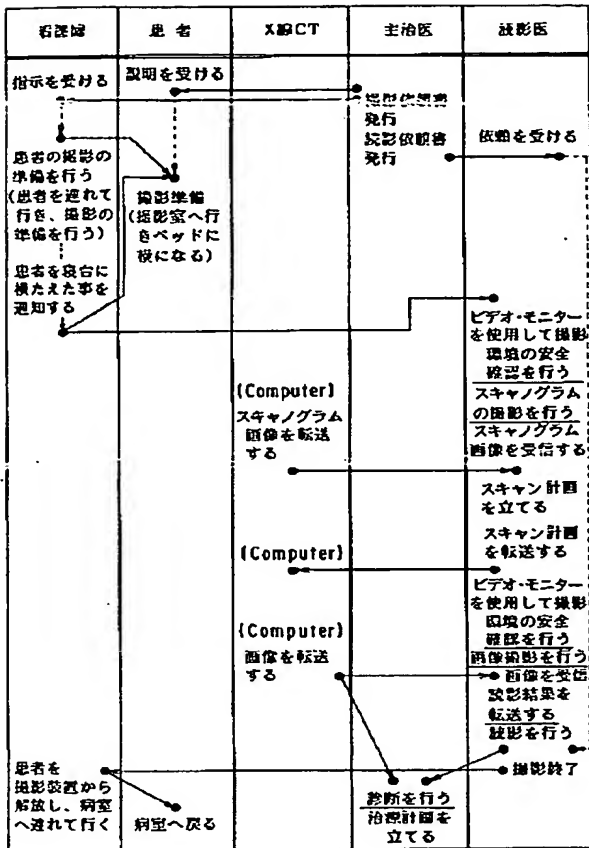 看護婦
患者
X線CT
主治医
読影医
指示を受ける
説明を受ける
撮影依頼書
発行
読影依頼書
発行
依頼を受ける
患者の撮影の
準備を行う
(患者を連れて
行き、撮影の
準備を行う)
撮影準備
(撮影室へ行
きベッドに
横になる)
患者を寝台に
横たえた事を
通知する
ビデオ・モニター
を使用して撮影
環境の安全
確認を行う
スキャノグラム
の撮影を行う
スキャノグラム
画像を受信する
(Computer)
スキャノグラム
画像を転送
する
スキャン計画
を立てる
スキャン計画
を転送する
(Computer)
ビデオ・モニター
を使用して撮影
環境の安全
確認を行う
画像撮影を行う
画像を受信
読影結果を
転送する
読影を行う
(Computer)
画像を転送
する
撮影終了
患者を
撮影装置から
解放し、病室
へ連れて行く
病室へ戻る
診断を行う
治療計画を
立てる